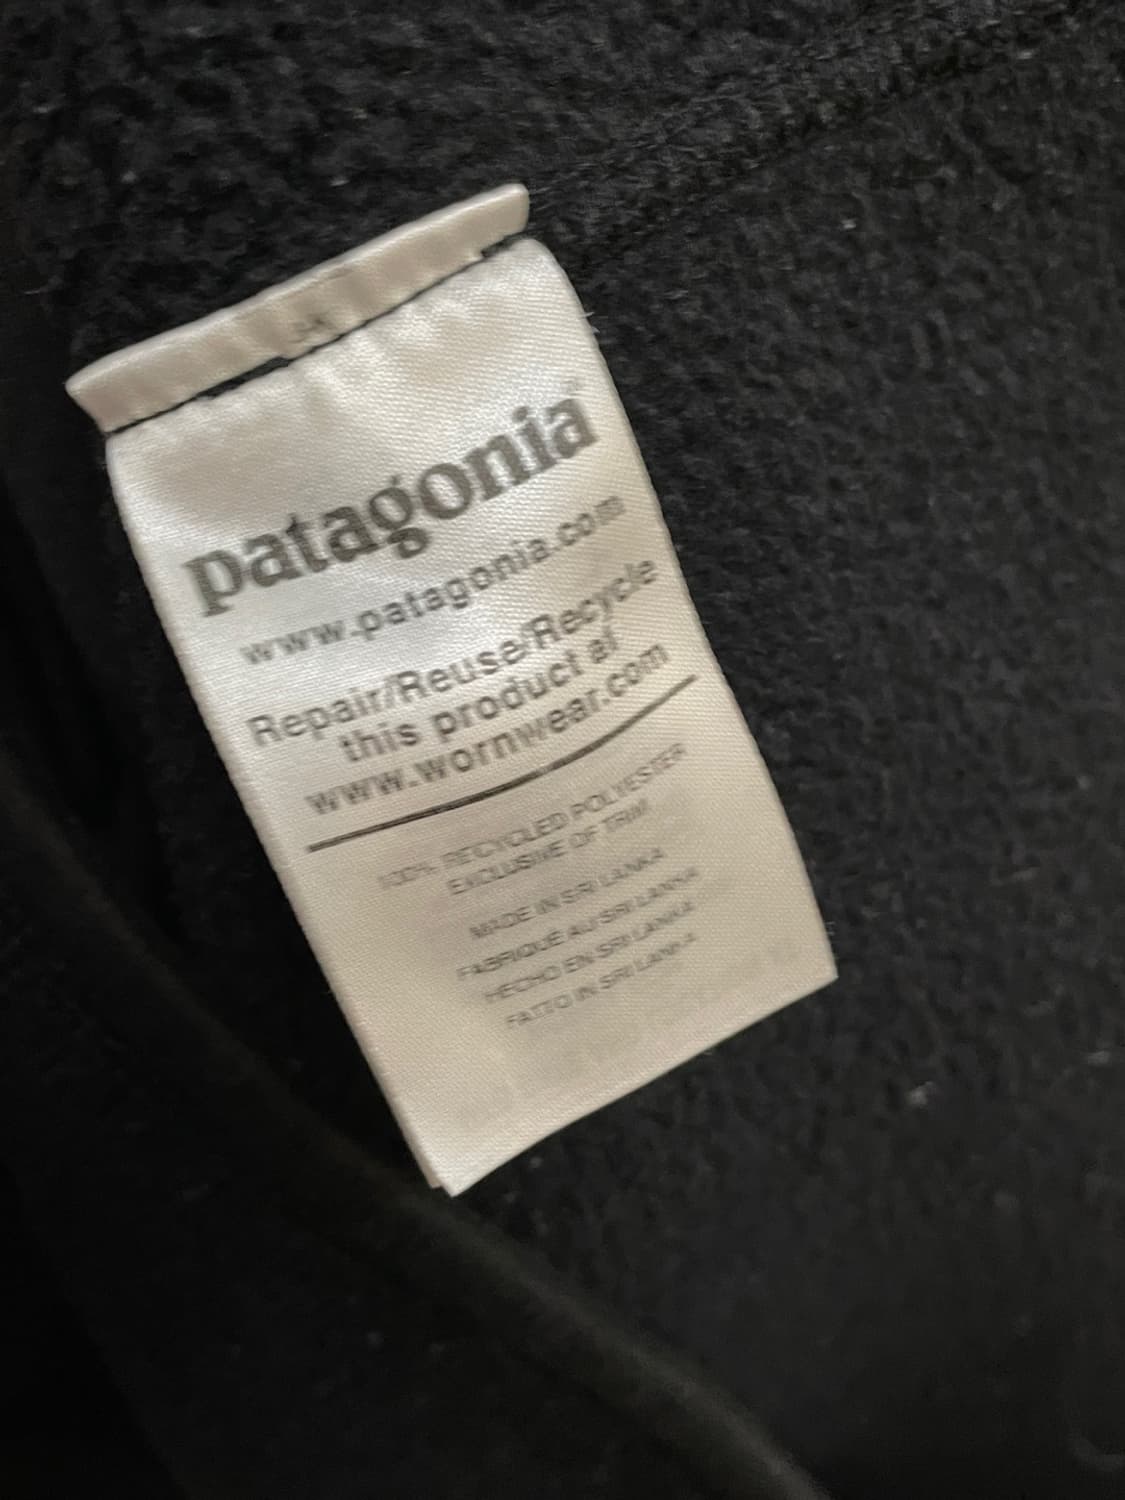 patagonia
www.patagonia.com
Repair/Reuse/Recycle
this product at
www.wornwear.com
100% RECYCLED POLYESTER
EXCLUSIVE OF TRIM
MADE IN SRI LANKA
FABRIQUÉ AU SRI LANKA
HECHO EN SRI LANKA
FATTO IN SRI LANKA